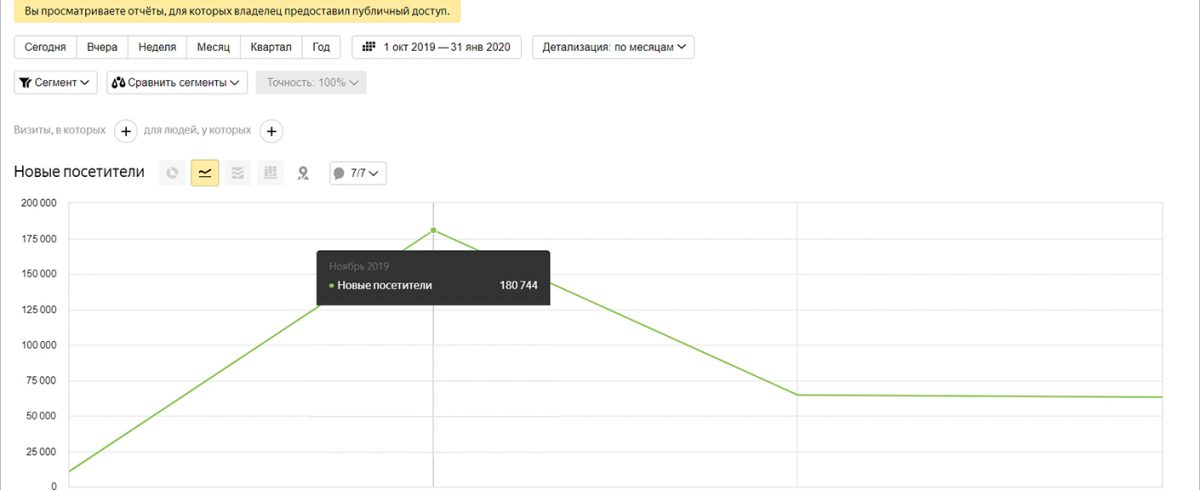 Вы просматриваете отчёты, для которых владелец предоставил публичный доступ.
Сегодня Вчера Неделя Месяц Квартал Год 1 окт 2019 — 31 янв 2020 Детализация: по месяцам
Сегмент Сравнить сегменты Точность: 100%
Визиты, в которых + для людей, у которых +
Новые посетители 7/7
200 000
175 000
Ноябрь 2019
150 000
Новые посетители 180 744
125 000
100 000
75 000
50 000
25 000
0